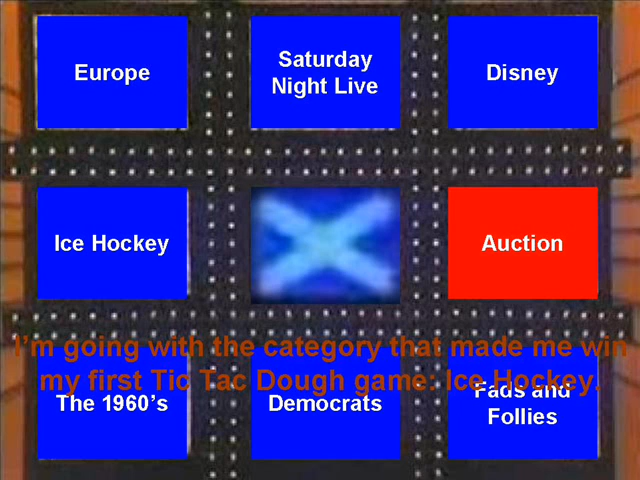 Europe
Saturday
Night Live
Disney
Ice Hockey
X
Auction
I'm going with the category that made me win
my first Tic Tac Dough game: Ice Hockey.
The 1960's
Democrats
Fads and
Follies